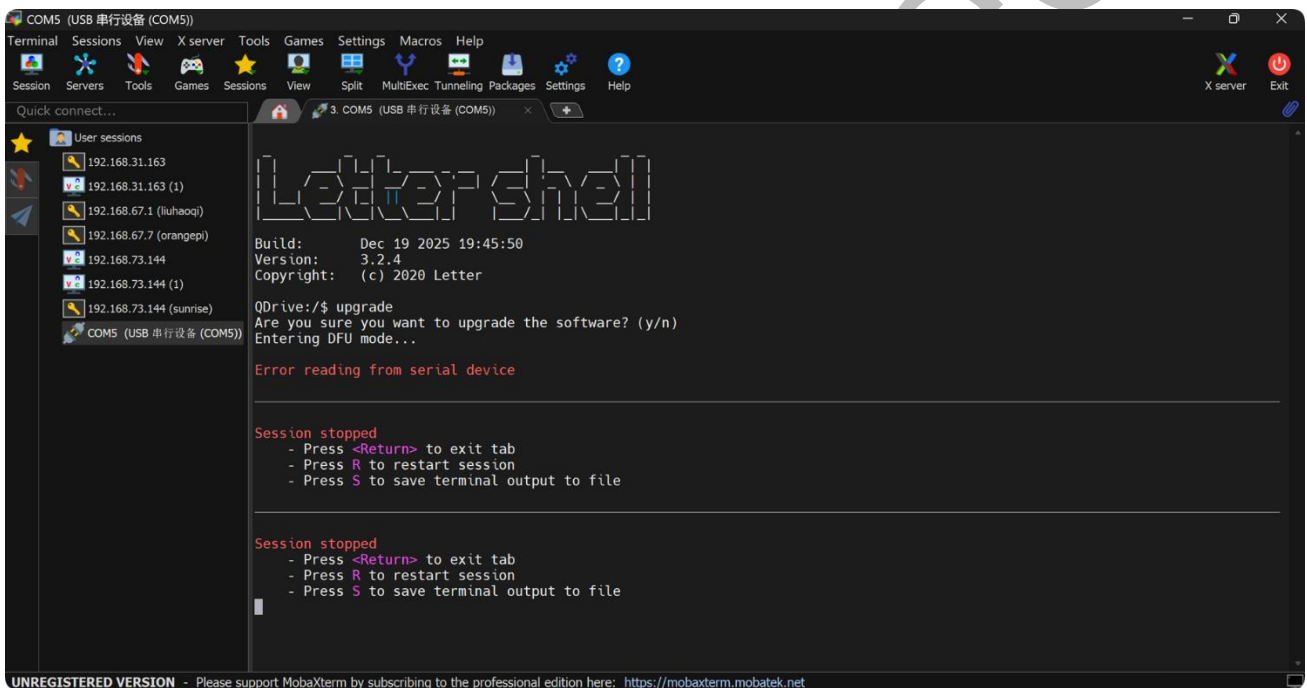 COM5 (USB 串行设备 (COM5))
Terminal Sessions View X server Tools Games Settings Macros Help
Session Servers Tools Games Sessions View Split MultiExec Tunneling Packages Settings Help X server Exit
Quick connect...
3. COM5 (USB 串行设备 (COM5))
User sessions
192.168.31.163
192.168.31.163 (1)
192.168.67.1 (liuhaoqi)
192.168.67.7 (orangepi)
192.168.73.144
192.168.73.144 (1)
192.168.73.144 (sunrise)
COM5 (USB 串行设备 (COM5))
Letter shell
Build: Dec 19 2025 19:45:50
Version: 3.2.4
Copyright: (c) 2020 Letter
QDrive:/$ upgrade
Are you sure you want to upgrade the software? (y/n)
Entering DFU mode...
Error reading from serial device
Session stopped
- Press <Return> to exit tab
- Press R to restart session
- Press S to save terminal output to file
Session stopped
- Press <Return> to exit tab
- Press R to restart session
- Press S to save terminal output to file
UNREGISTERED VERSION - Please support MobaXterm by subscribing to the professional edition here: https://mobaxterm.mobatek.net